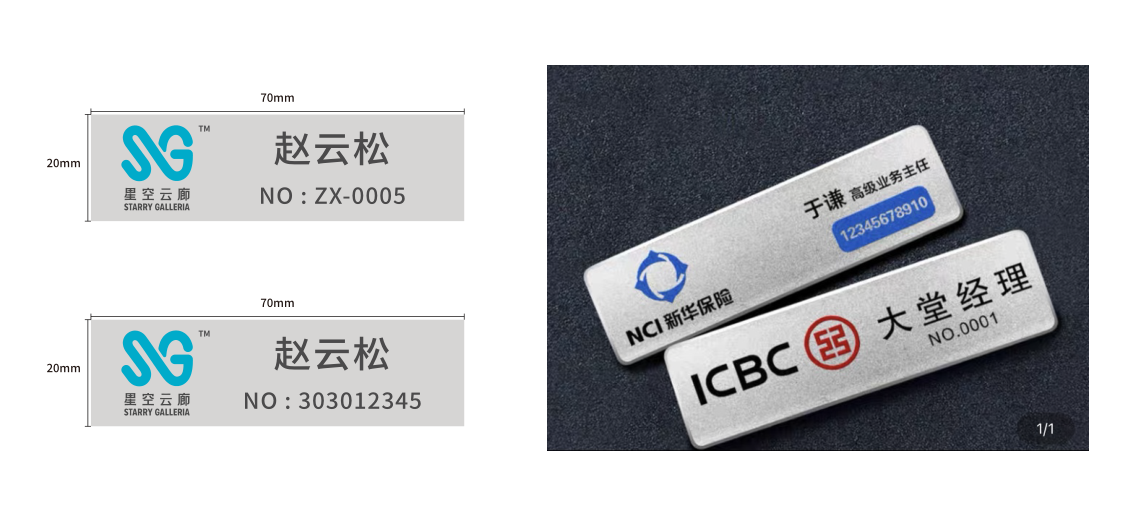 70mm
20mm
TM
赵云松
NO : ZX-0005
星空云廊
STARRY GALLERIA
70mm
20mm
TM
赵云松
NO : 303012345
星空云廊
STARRY GALLERIA
于谦 高级业务主任
12345678910
NCI 新华保险
ICBC 大堂经理
NO.0001
1/1